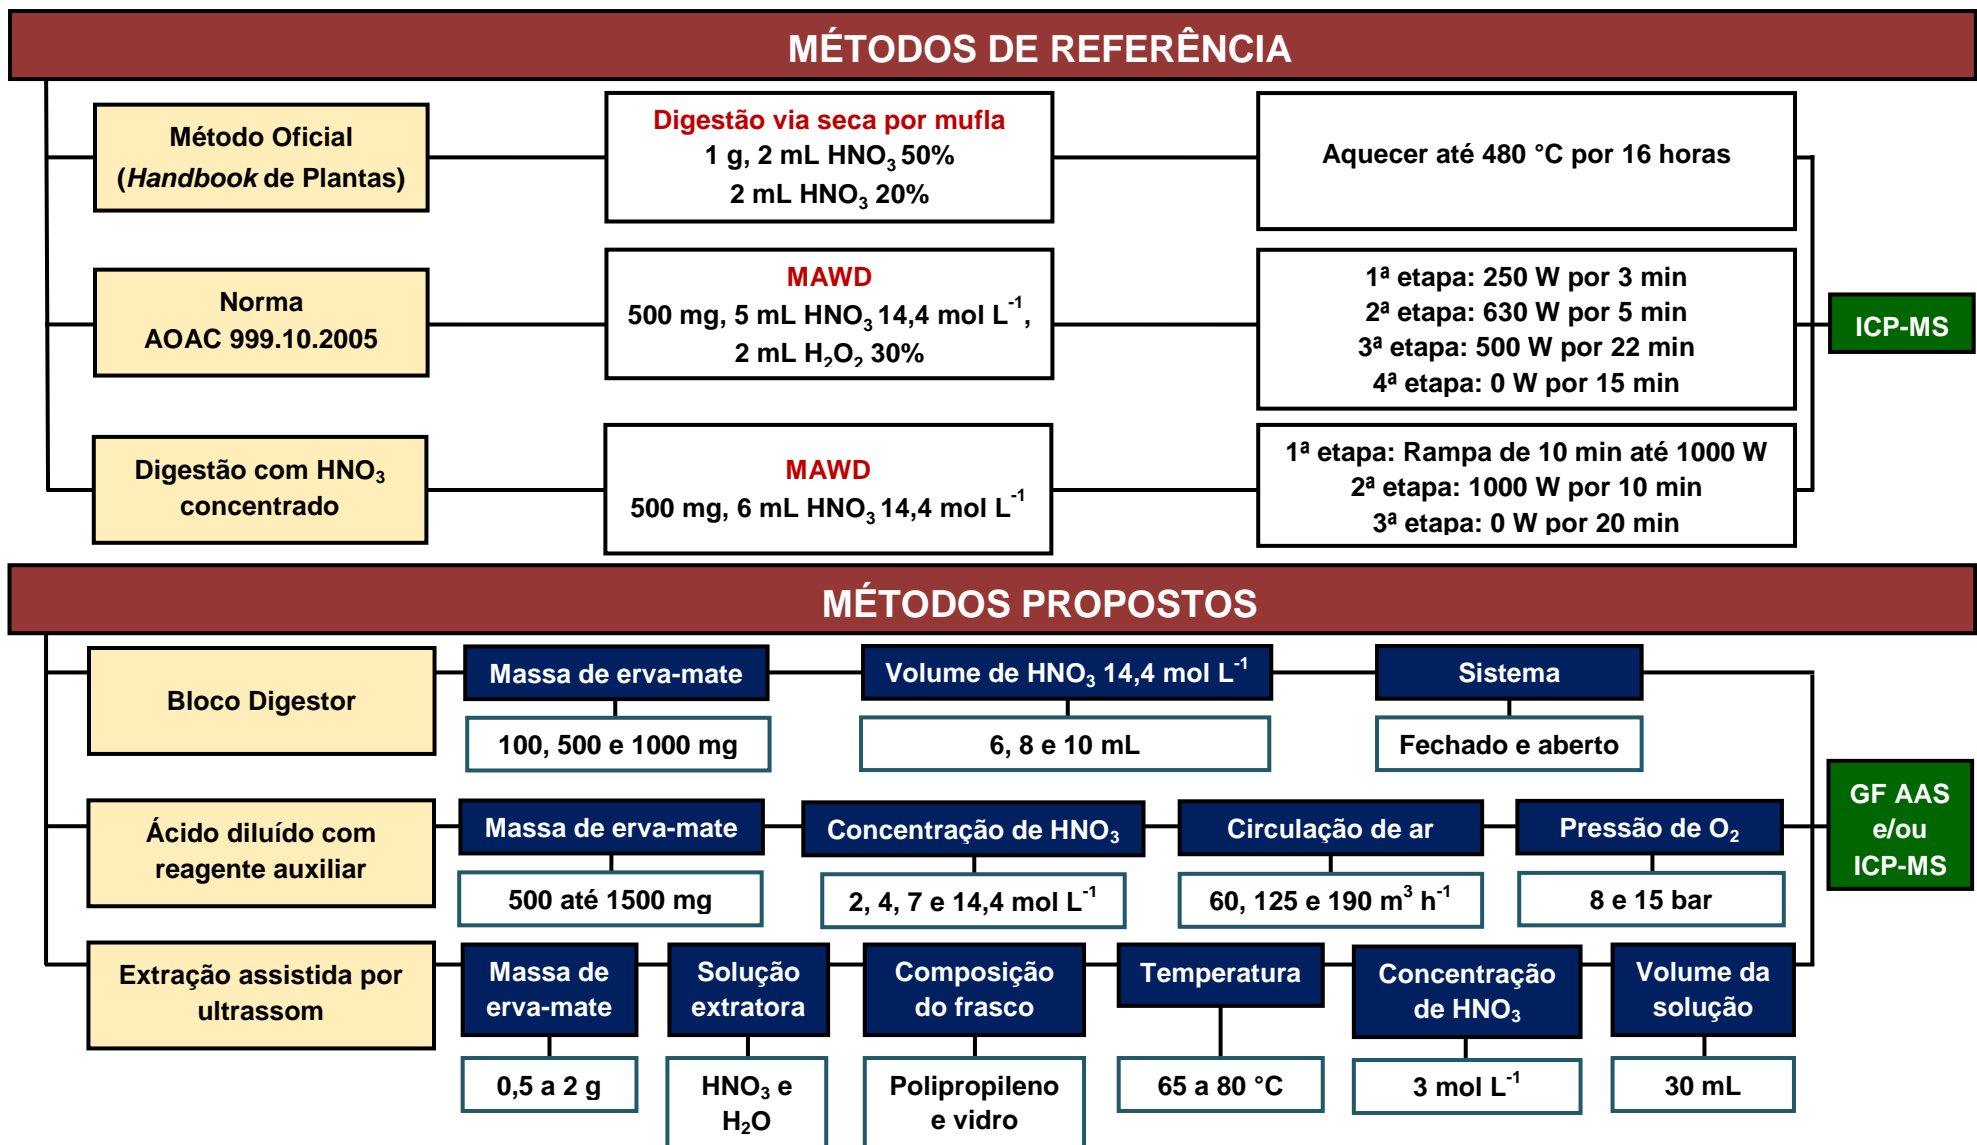 MÉTODOS DE REFERÊNCIA
Método Oficial
(Handbook de Plantas)
Digestão via seca por mufla
1 g, 2 mL HNO₃ 50%
2 mL HNO₃ 20%
Aquecer até 480 °C por 16 horas
Norma
AOAC 999.10.2005
MAWD
500 mg, 5 mL HNO₃ 14,4 mol L⁻¹,
2 mL H₂O₂ 30%
1ª etapa: 250 W por 3 min
2ª etapa: 630 W por 5 min
3ª etapa: 500 W por 22 min
4ª etapa: 0 W por 15 min
ICP-MS
Digestão com HNO₃
concentrado
MAWD
500 mg, 6 mL HNO₃ 14,4 mol L⁻¹
1ª etapa: Rampa de 10 min até 1000 W
2ª etapa: 1000 W por 10 min
3ª etapa: 0 W por 20 min
MÉTODOS PROPOSTOS
Bloco Digestor
Massa de erva-mate
100, 500 e 1000 mg
Volume de HNO₃ 14,4 mol L⁻¹
6, 8 e 10 mL
Sistema
Fechado e aberto
Ácido diluído com
reagente auxiliar
Massa de erva-mate
500 até 1500 mg
Concentração de HNO₃
2, 4, 7 e 14,4 mol L⁻¹
Circulação de ar
60, 125 e 190 m³ h⁻¹
Pressão de O₂
8 e 15 bar
GF AAS
e/ou
ICP-MS
Extração assistida por
ultrassom
Massa de
erva-mate
0,5 a 2 g
Solução
extratora
HNO₃ e
H₂O
Composição
do frasco
Polipropileno
e vidro
Temperatura
65 a 80 °C
Concentração
de HNO₃
3 mol L⁻¹
Volume da
solução
30 mL